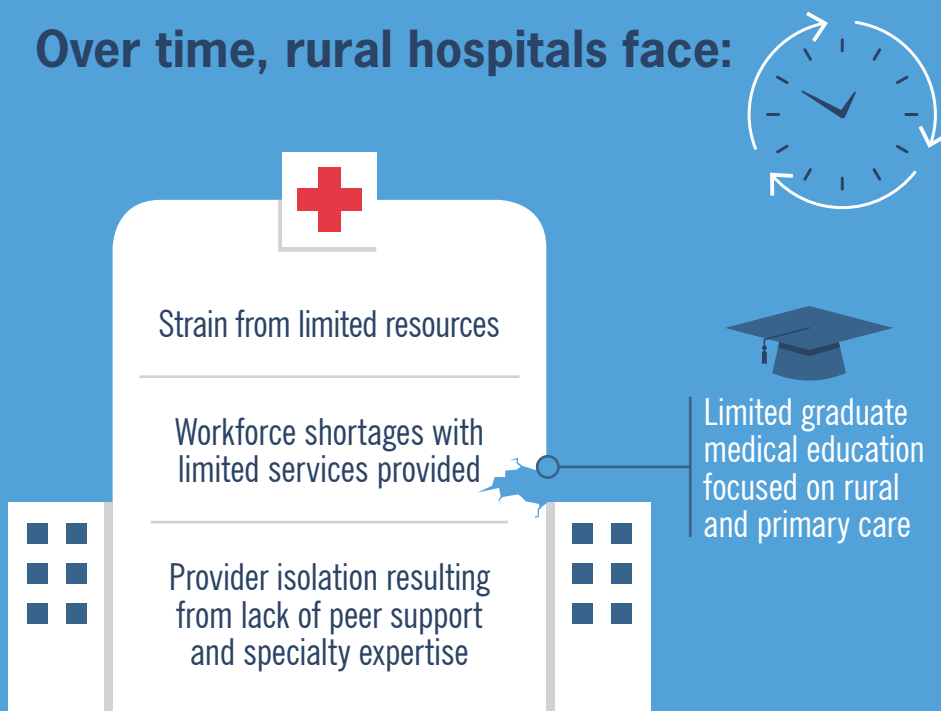 Over time, rural hospitals face:
Strain from limited resources
Workforce shortages with
limited services provided
Limited graduate
medical education
focused on rural
and primary care
Provider isolation resulting
from lack of peer support
and specialty expertise